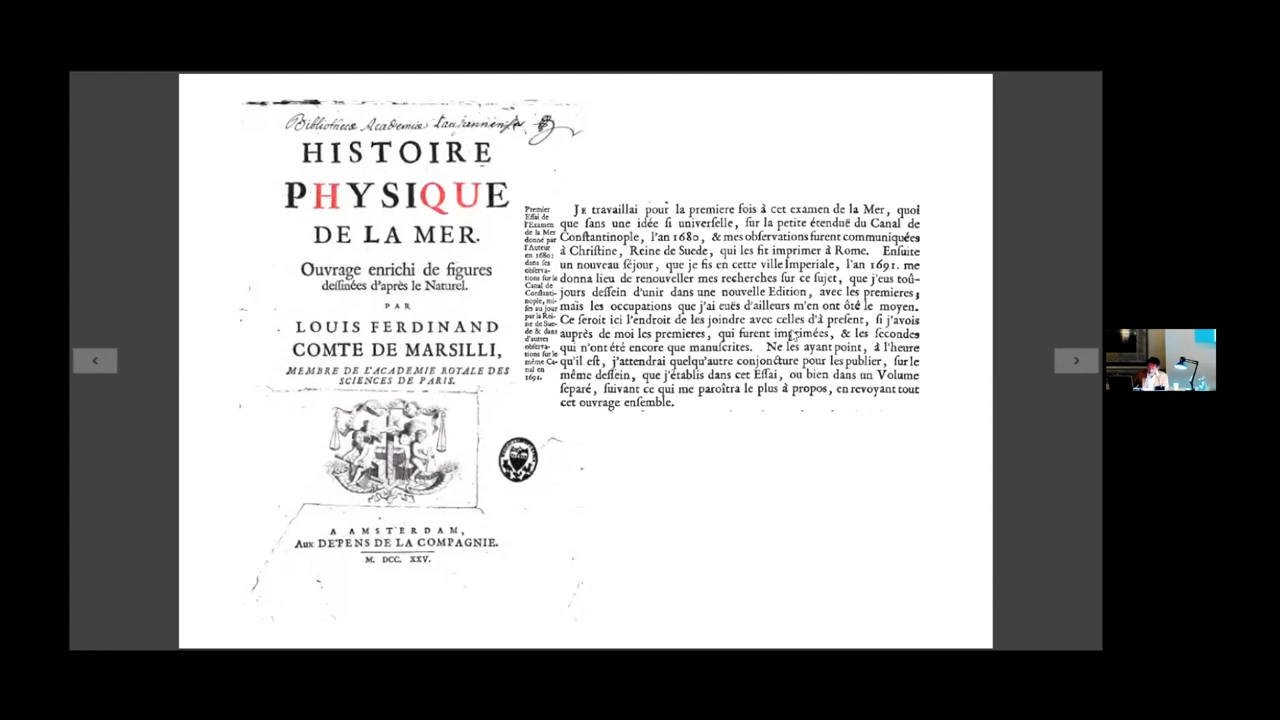 Bibliothecæ Academiæ Lausannensis
HISTOIRE
PHYSIQUE
DE LA MER.
Ouvrage enrichi de figures
deſſinées d'après le Naturel.
PAR
LOUIS FERDINAND
COMTE DE MARSILLI,
MEMBRE DE L'ACADEMIE ROYALE DES
SCIENCES DE PARIS.
A AMSTERDAM,
Aux DE'PENS DE LA COMPAGNIE.
M. DCC. XXV.
Premier
Eſſai de
l'Examen
de la Mer
donné par
l'Auteur
en 1680:
dans ſes
obſerva-
tions ſur le
Canal de
Conſtanti-
nople, mi-
ſes au jour
par la Rei-
ne de Sue-
de & dans
d'autres
obſerva-
tions ſur le
même Ca-
nal en
1691.
JE travaillai pour la premiere fois à cet examen de la Mer, quoi
que ſans une idée ſi univerſelle, ſur la petite étenduë du Canal de
Conſtantinople, l'an 1680, & mes obſervations furent communiquées
à Chriſtine, Reine de Suede, qui les fit imprimer à Rome. Enſuite
un nouveau ſéjour, que je fis en cette ville Imperiale, l'an 1691. me
donna lieu de renouveller mes recherches ſur ce ſujet, que j'eus toû-
jours deſſein d'unir dans une nouvelle Edition, avec les premieres;
mais les occupations que j'ai euës d'ailleurs m'en ont ôté le moyen.
Ce ſeroit ici l'endroit de les joindre avec celles d'à preſent, ſi j'avois
auprès de moi les premieres, qui furent imprimées, & les ſecondes
qui n'ont été encore que manuſcrites. Ne les ayant point, à l'heure
qu'il eſt, j'attendrai quelqu'autre conjoncture pour les publier, ſur le
même deſſein, que j'établis dans cet Eſſai, ou bien dans un Volume
ſeparé, ſuivant ce qui me paroîtra le plus à propos, en revoyant tout
cet ouvrage enſemble.